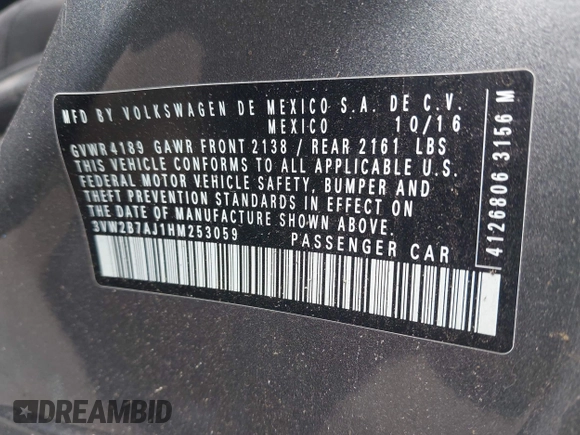 MFD BY VOLKSWAGEN DE MEXICO S.A. DE C.V.
MEXICO 10/16
GVWR 4189 GAWR FRONT 2138 / REAR 2161 LBS
THIS VEHICLE CONFORMS TO ALL APPLICABLE U.S.
FEDERAL MOTOR VEHICLE SAFETY, BUMPER AND
THEFT PREVENTION STANDARDS IN EFFECT ON
THE DATE OF MANUFACTURE SHOWN ABOVE.
3VW2B7AJ1HM253059 PASSENGER CAR
4126806 3156 M
DREAMBID